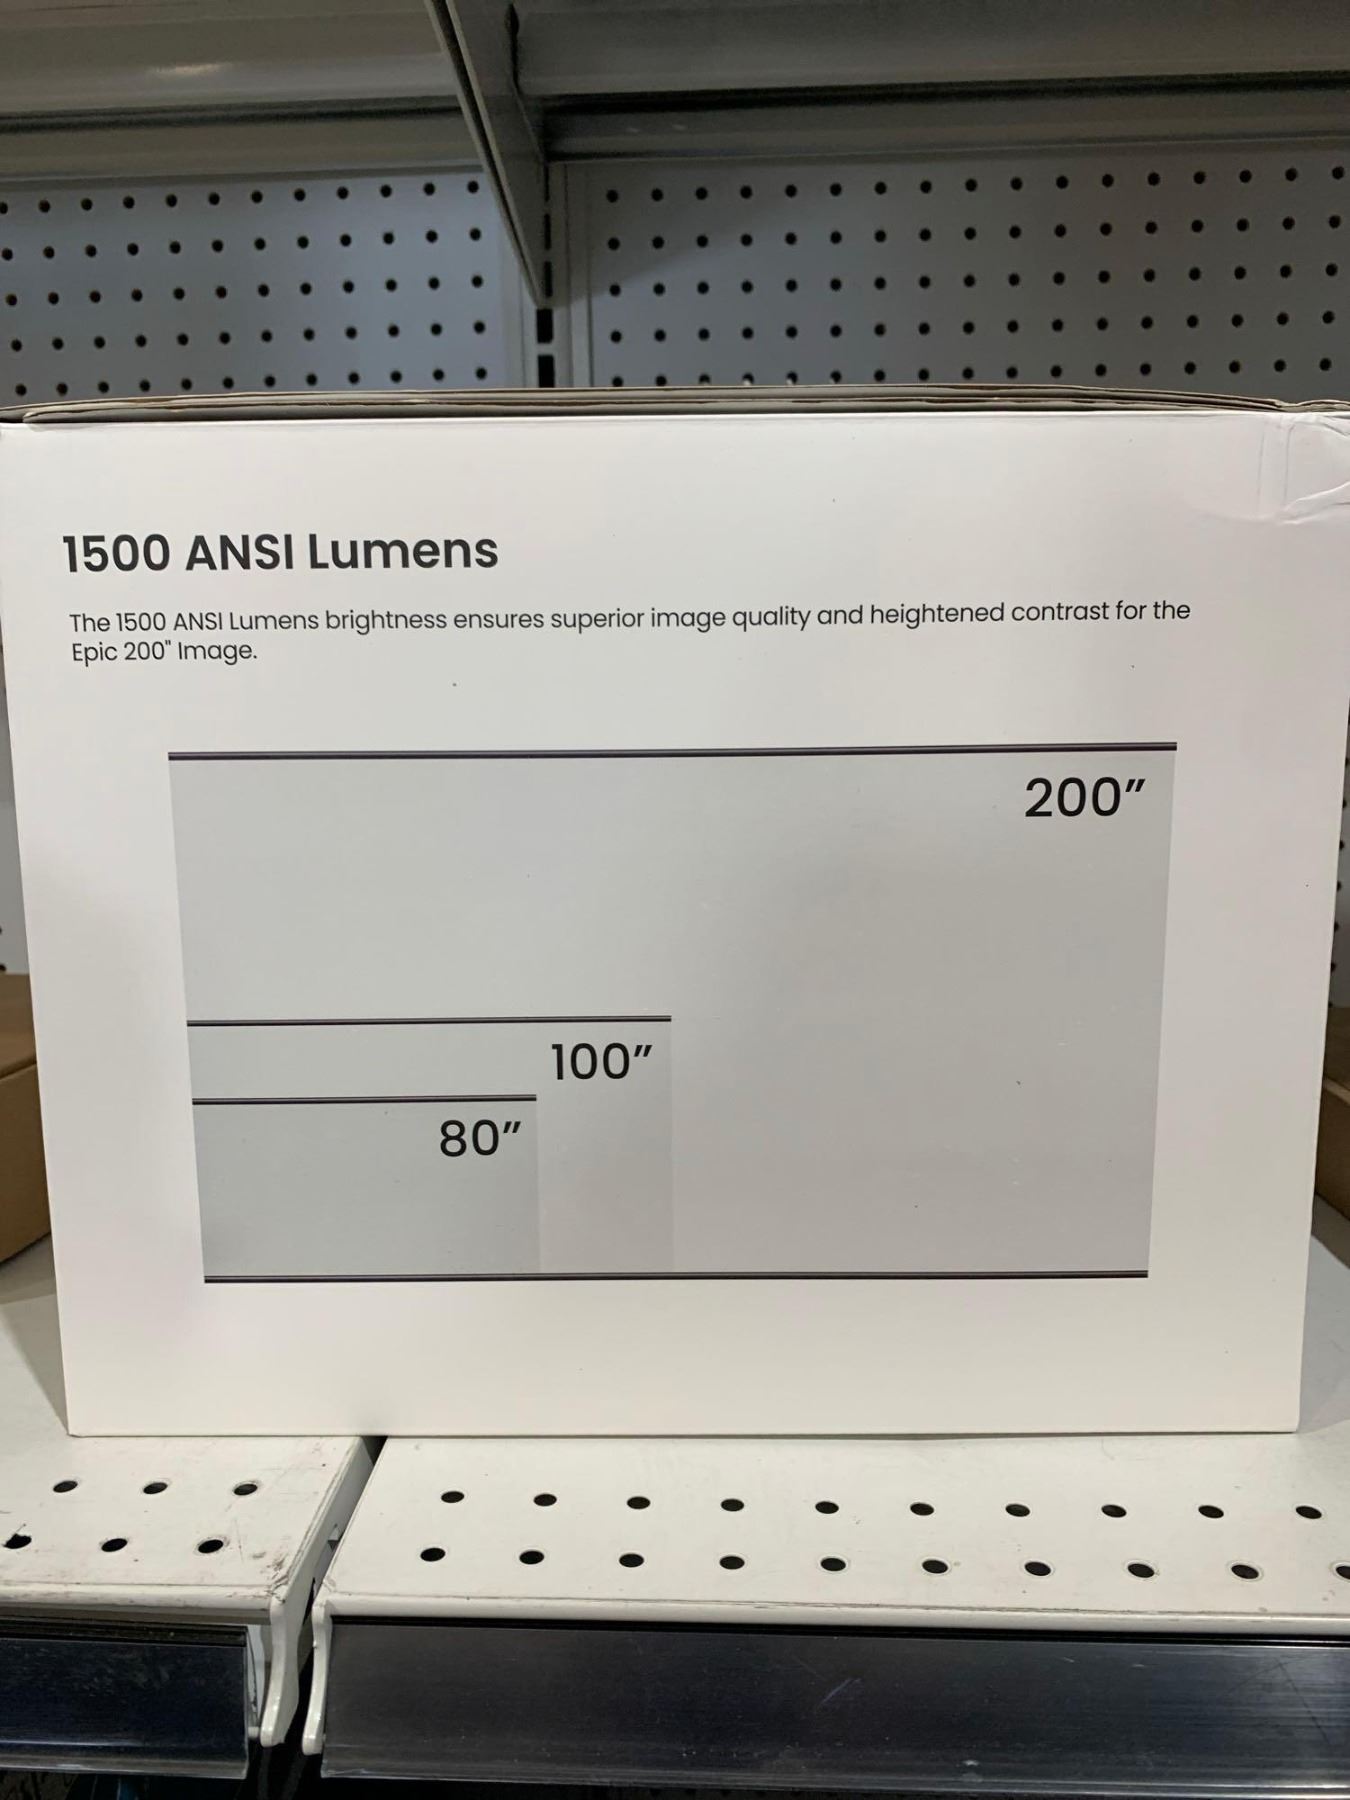 1500 ANSI Lumens
The 1500 ANSI Lumens brightness ensures superior image quality and heightened contrast for the
Epic 200" Image.
200”
100”
80”